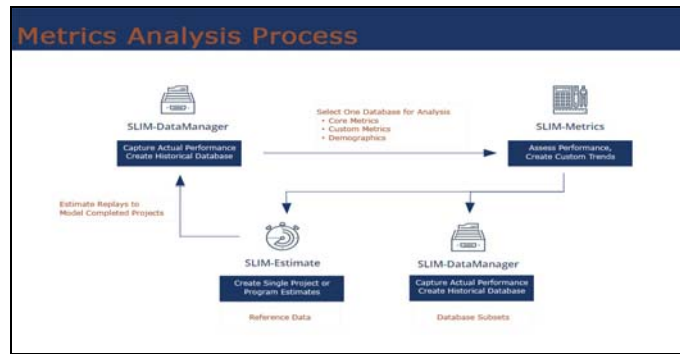 Metrics Analysis Process
SLIM-DataManager
Capture Actual Performance
Create Historical Database
Select One Database for Analysis
• Core Metrics
• Custom Metrics
• Demographics
SLIM-Metrics
Assess Performance,
Create Custom Trends
Estimate Replays to
Model Completed Projects
SLIM-Estimate
Create Single Project or
Program Estimates
Reference Data
SLIM-DataManager
Capture Actual Performance
Create Historical Database
Database Subsets